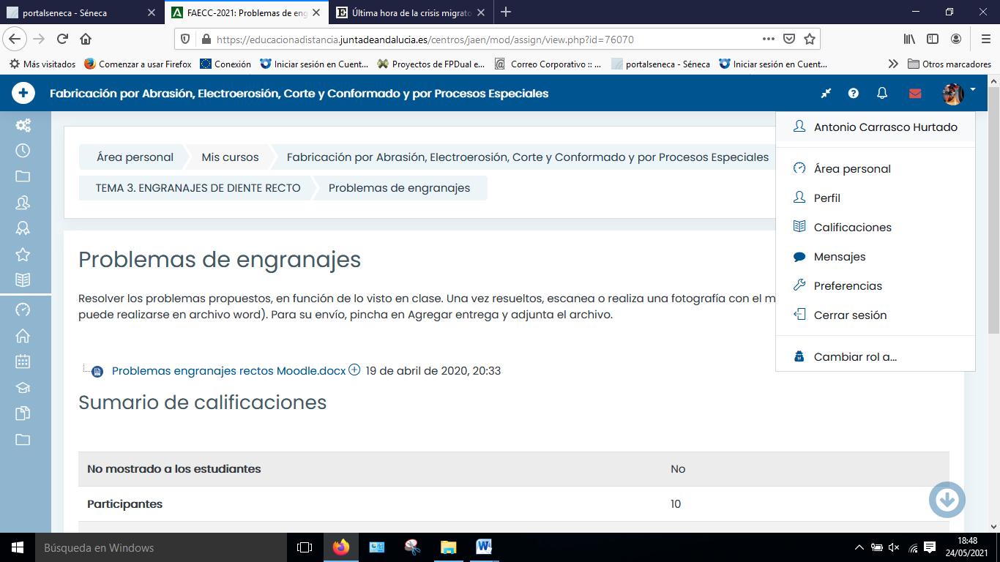 portalseneca - Séneca
FAECC-2021: Problemas de eng
Última hora de la crisis migrato
https://educacionadistancia.juntadeandalucia.es/centros/jaen/mod/assign/view.php?id=76070
Más visitados
Comenzar a usar Firefox
Conexión
Iniciar sesión en Cuent...
Proyectos de FPDual e...
Correo Corporativo :: ...
portalseneca - Séneca
Iniciar sesión en Cuent...
Otros marcadores
Fabricación por Abrasión, Electroerosión, Corte y Conformado y por Procesos Especiales
Antonio Carrasco Hurtado
Área personal
Perfil
Calificaciones
Mensajes
Preferencias
Cerrar sesión
Cambiar rol a...
Área personal
Mis cursos
Fabricación por Abrasión, Electroerosión, Corte y Conformado y por Procesos Especiales
TEMA 3. ENGRANAJES DE DIENTE RECTO
Problemas de engranajes
Problemas de engranajes
Resolver los problemas propuestos, en función de lo visto en clase. Una vez resueltos, escanea o realiza una fotografía con el m
puede realizarse en archivo word). Para su envío, pincha en Agregar entrega y adjunta el archivo.
Problemas engranajes rectos Moodle.docx 19 de abril de 2020, 20:33
Sumario de calificaciones
No mostrado a los estudiantes No
Participantes 10
Búsqueda en Windows
18:48
24/05/2021